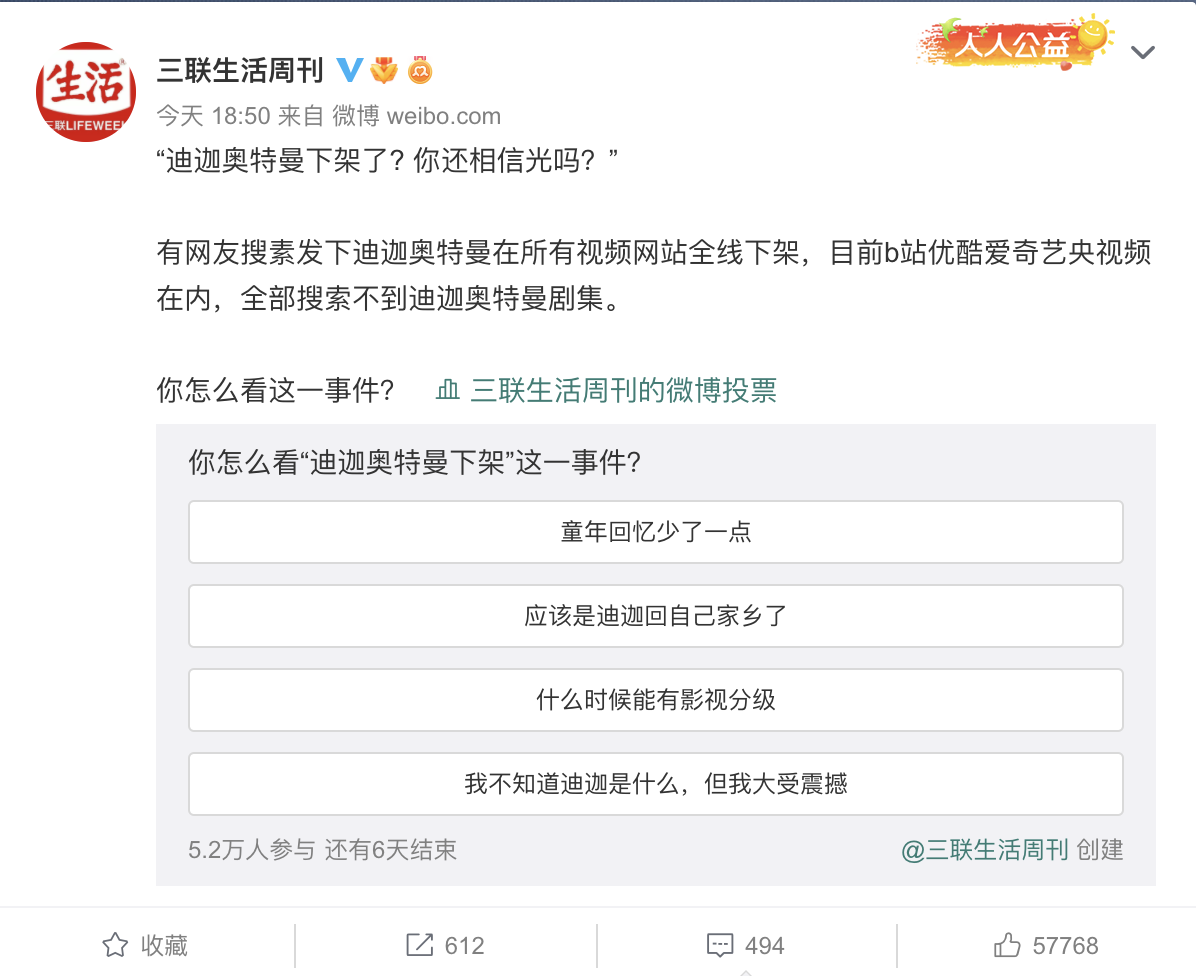 人人公益
生活
三联LIFEWEEK
三联生活周刊
今天 18:50 来自 微博 weibo.com
“迪迦奥特曼下架了? 你还相信光吗? ”
有网友搜素发下迪迦奥特曼在所有视频网站全线下架，目前b站优酷爱奇艺央视频
在内，全部搜索不到迪迦奥特曼剧集。
你怎么看这一事件? 三联生活周刊的微博投票
你怎么看“迪迦奥特曼下架”这一事件?
童年回忆少了一点
应该是迪迦回自己家乡了
什么时候能有影视分级
我不知道迪迦是什么，但我大受震撼
5.2万人参与 还有6天结束 @三联生活周刊 创建
收藏 612 494 57768